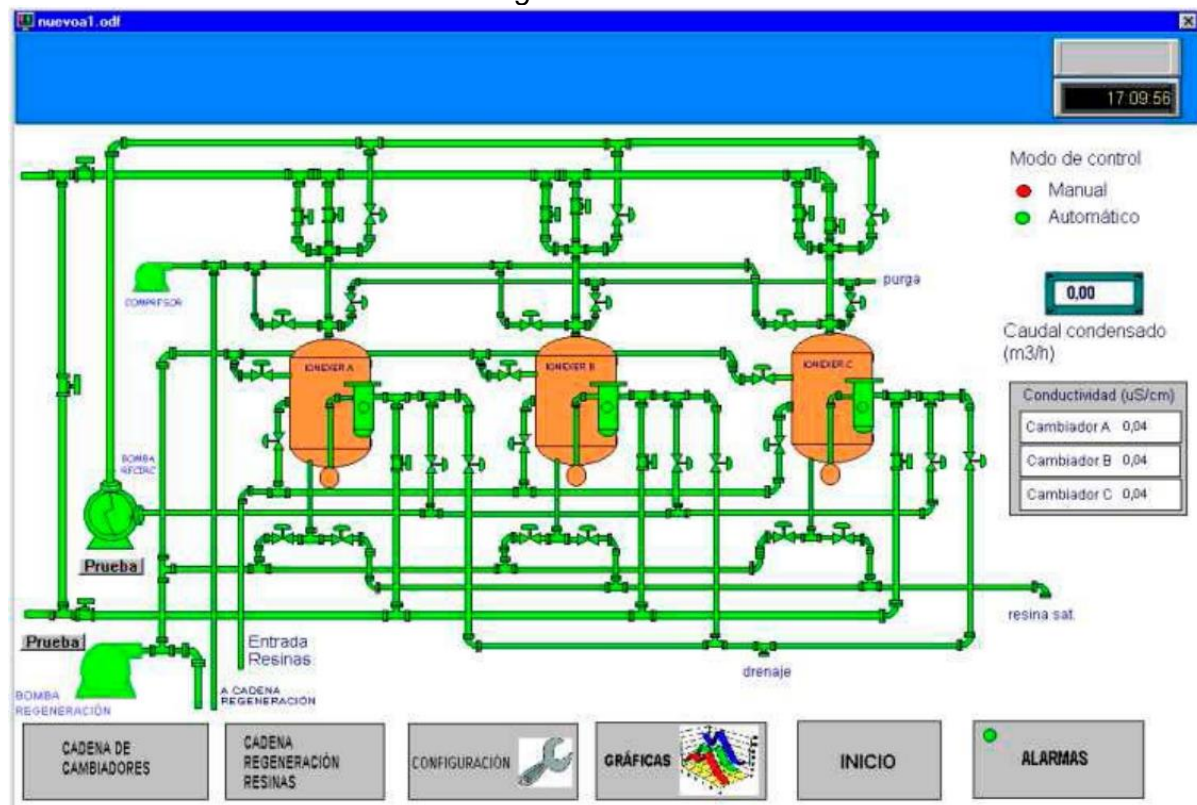 nuevoa1.odf
17:09:56
Modo de control
Manual
Automático
purga
COMPRESOR
0,00
Caudal condensado
(m3/h)
IONEXER A
IONEXER B
IONEXER C
Conductividad (uS/cm)
Cambiador A 0,04
Cambiador B 0,04
Cambiador C 0,04
BOMBA
RECIRC
Prueba
resina sat.
Prueba
Entrada
Resinas
drenaje
BOMBA
REGENERACIÓN
A CADENA
REGENERACIÓN
CADENA DE
CAMBIADORES
CADENA
REGENERACIÓN
RESINAS
CONFIGURACIÓN
GRÁFICAS
INICIO
ALARMAS